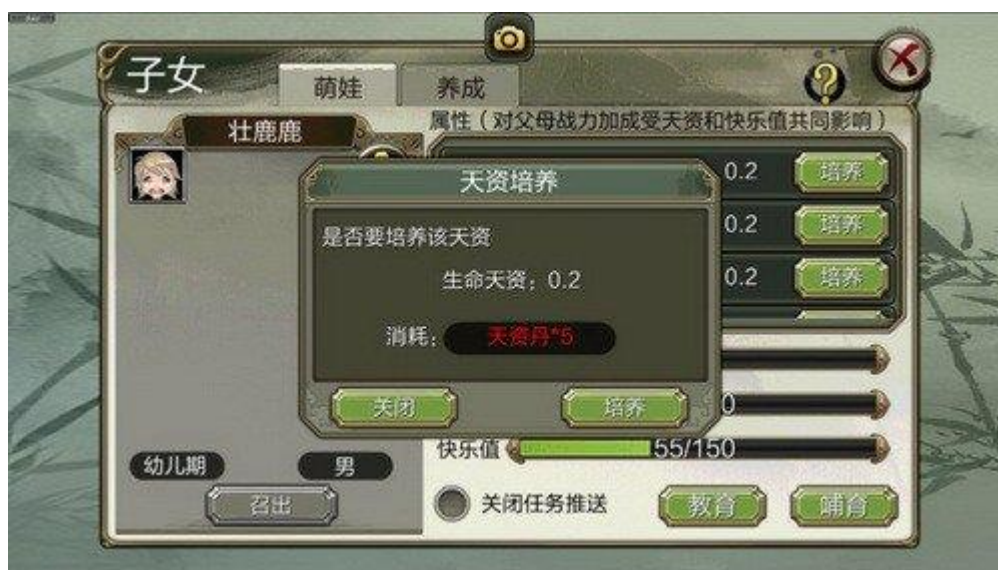 子女
萌娃
养成
壮鹿鹿
属性（对父母战力加成受天资和快乐值共同影响）
0.2
培养
0.2
培养
0.2
培养
天资培养
是否要培养该天资
生命天资：0.2
消耗：
天资丹*5
关闭
培养
0
快乐值
55/150
幼儿期
男
召出
关闭任务推送
教育
哺育